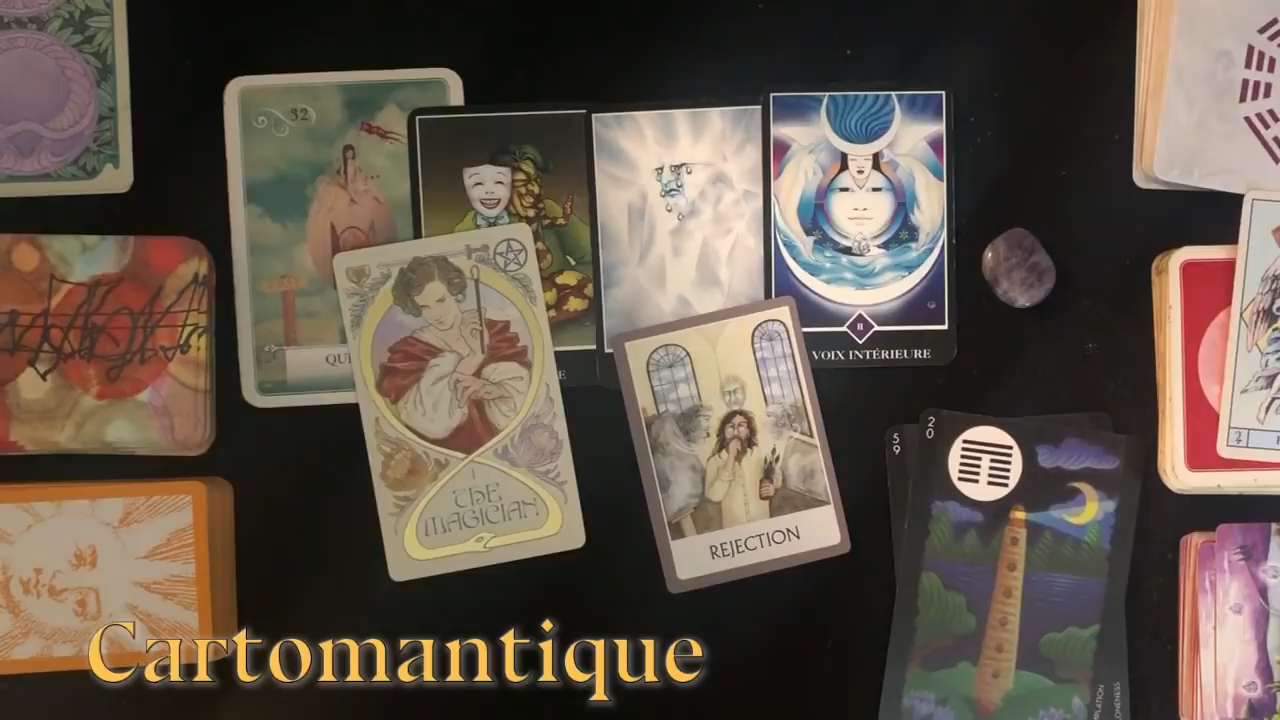 32
QU
E
II
VOIX INTÉRIEURE
I
THE
MAGICIAN
REJECTION
59
20
Cartomantique